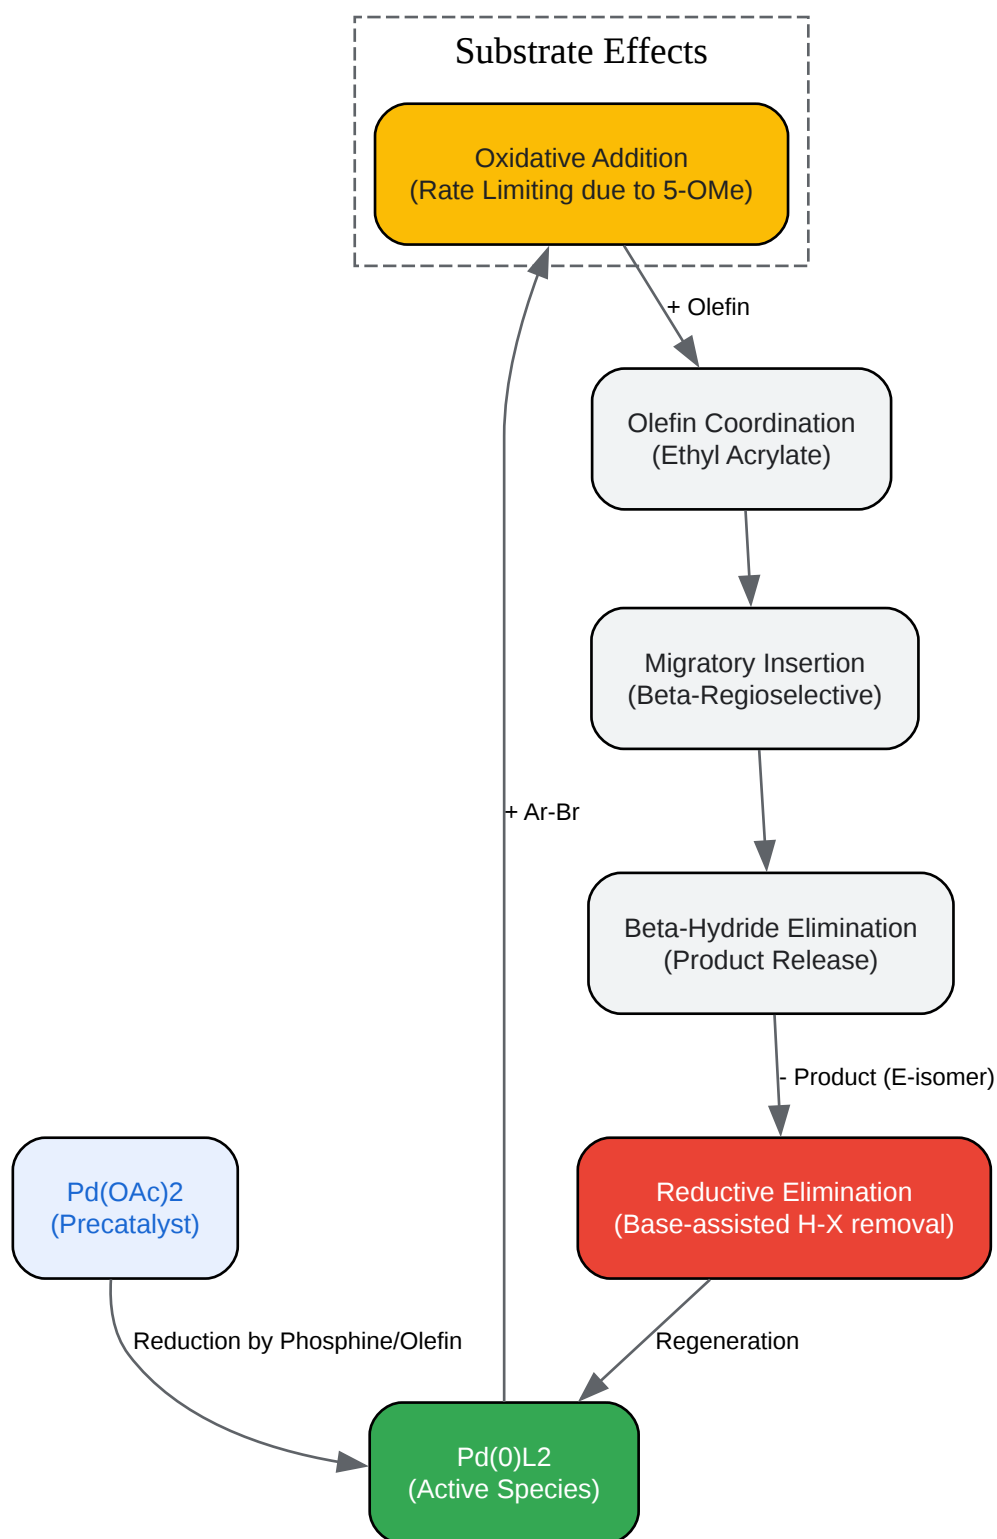 Substrate Effects
Oxidative Addition
(Rate Limiting due to 5-OMe)
+ Olefin
Olefin Coordination
(Ethyl Acrylate)
Migratory Insertion
(Beta-Regioselective)
+ Ar-Br
Beta-Hydride Elimination
(Product Release)
- Product (E-isomer)
Pd(OAc)2
(Precatalyst)
Reductive Elimination
(Base-assisted H-X removal)
Reduction by Phosphine/Olefin
Regeneration
Pd(0)L2
(Active Species)